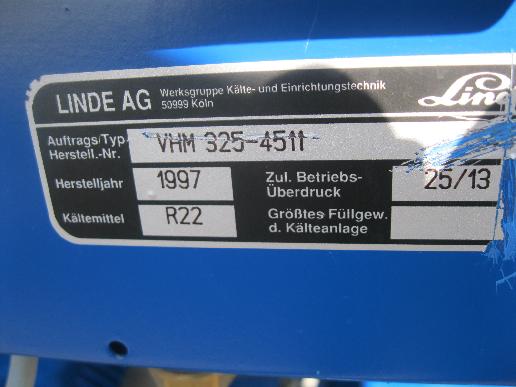 LINDE AG Werksgruppe Kälte- und Einrichtungstechnik
50999 Köln
Linde
Auftrags/Typ VHM 325-4511
Herstell.-Nr.
Herstelljahr 1997 Zul. Betriebs- 25/13
Überdruck
Kältemittel R22 Größtes Füllgew.
d. Kälteanlage